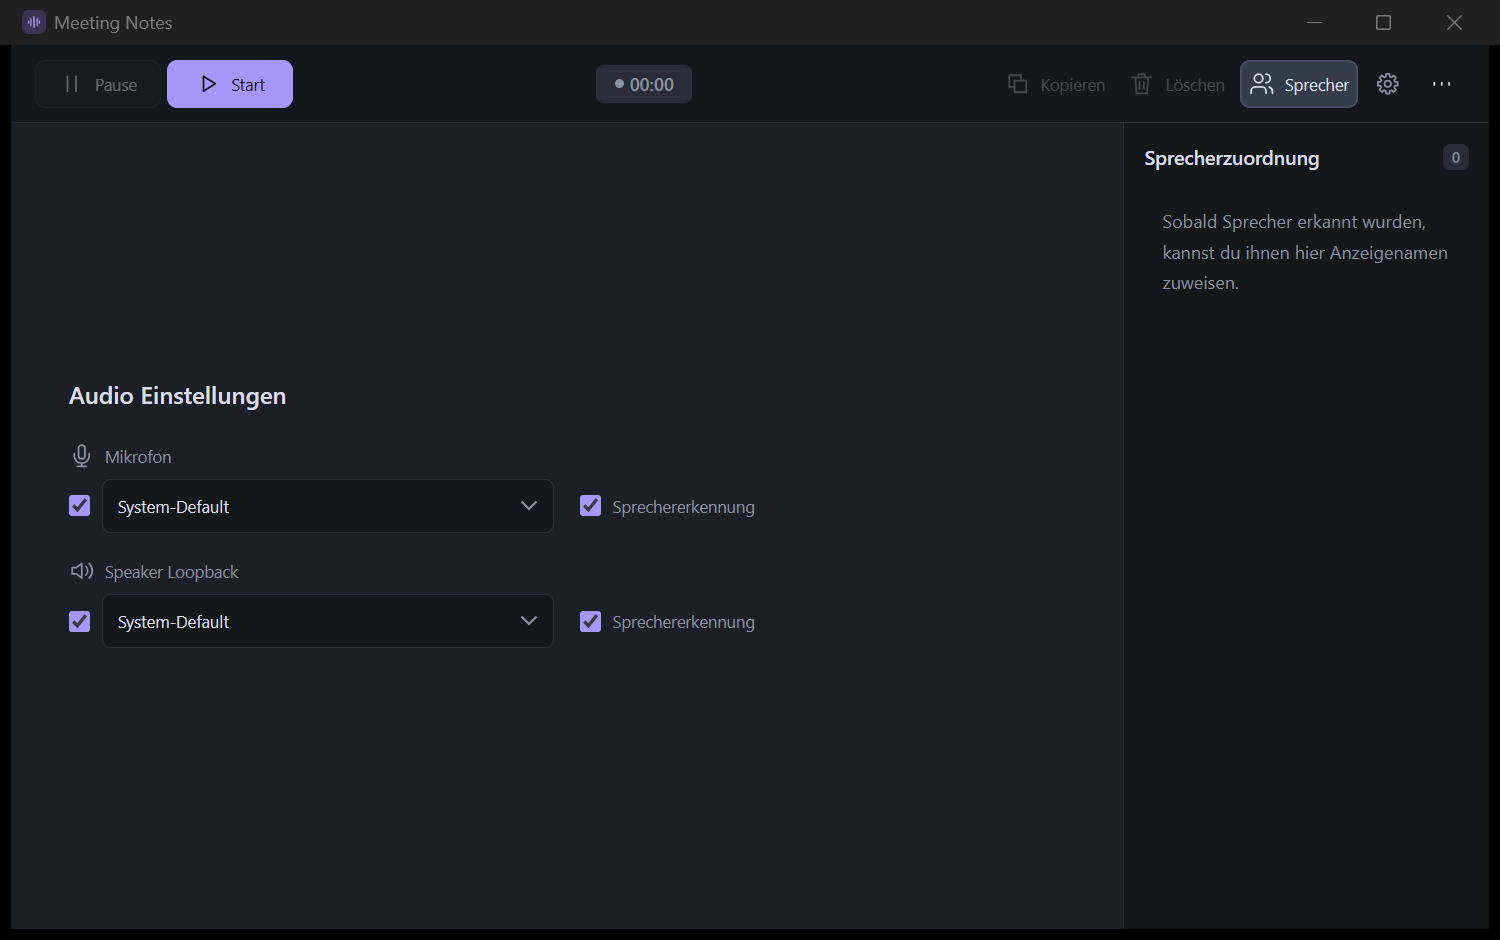 Meeting Notes
Pause
Start
00:00
Kopieren
Löschen
Sprecher
Sprecherzuordnung
0
Sobald Sprecher erkannt wurden,
kannst du ihnen hier Anzeigenamen
zuweisen.
Audio Einstellungen
Mikrofon
System-Default
Sprechererkennung
Speaker Loopback
System-Default
Sprechererkennung